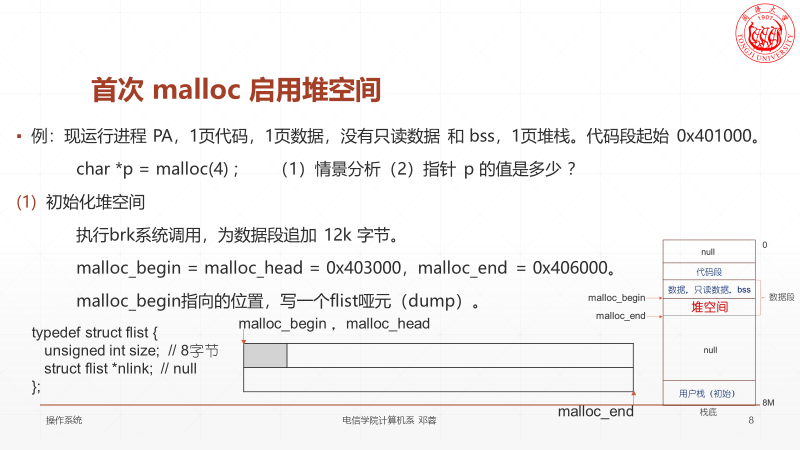 同济大学
1907
TONGJI UNIVERSITY
首次 malloc 启用堆空间
▪ 例：现运行进程 PA，1页代码，1页数据，没有只读数据 和 bss，1页堆栈。代码段起始 0x401000。
char *p = malloc(4) ; （1）情景分析（2）指针 p 的值是多少 ？
(1) 初始化堆空间
执行brk系统调用，为数据段追加 12k 字节。
malloc_begin = malloc_head = 0x403000，malloc_end = 0x406000。
malloc_begin指向的位置，写一个flist哑元（dump）。
typedef struct flist {
unsigned int size; // 8字节
struct flist *nlink; // null
};
malloc_begin ，malloc_head
malloc_end
0
null
代码段
数据，只读数据，bss
malloc_begin
堆空间
数据段
malloc_end
null
用户栈（初始）
8M
栈底
操作系统
电信学院计算机系 邓蓉
8